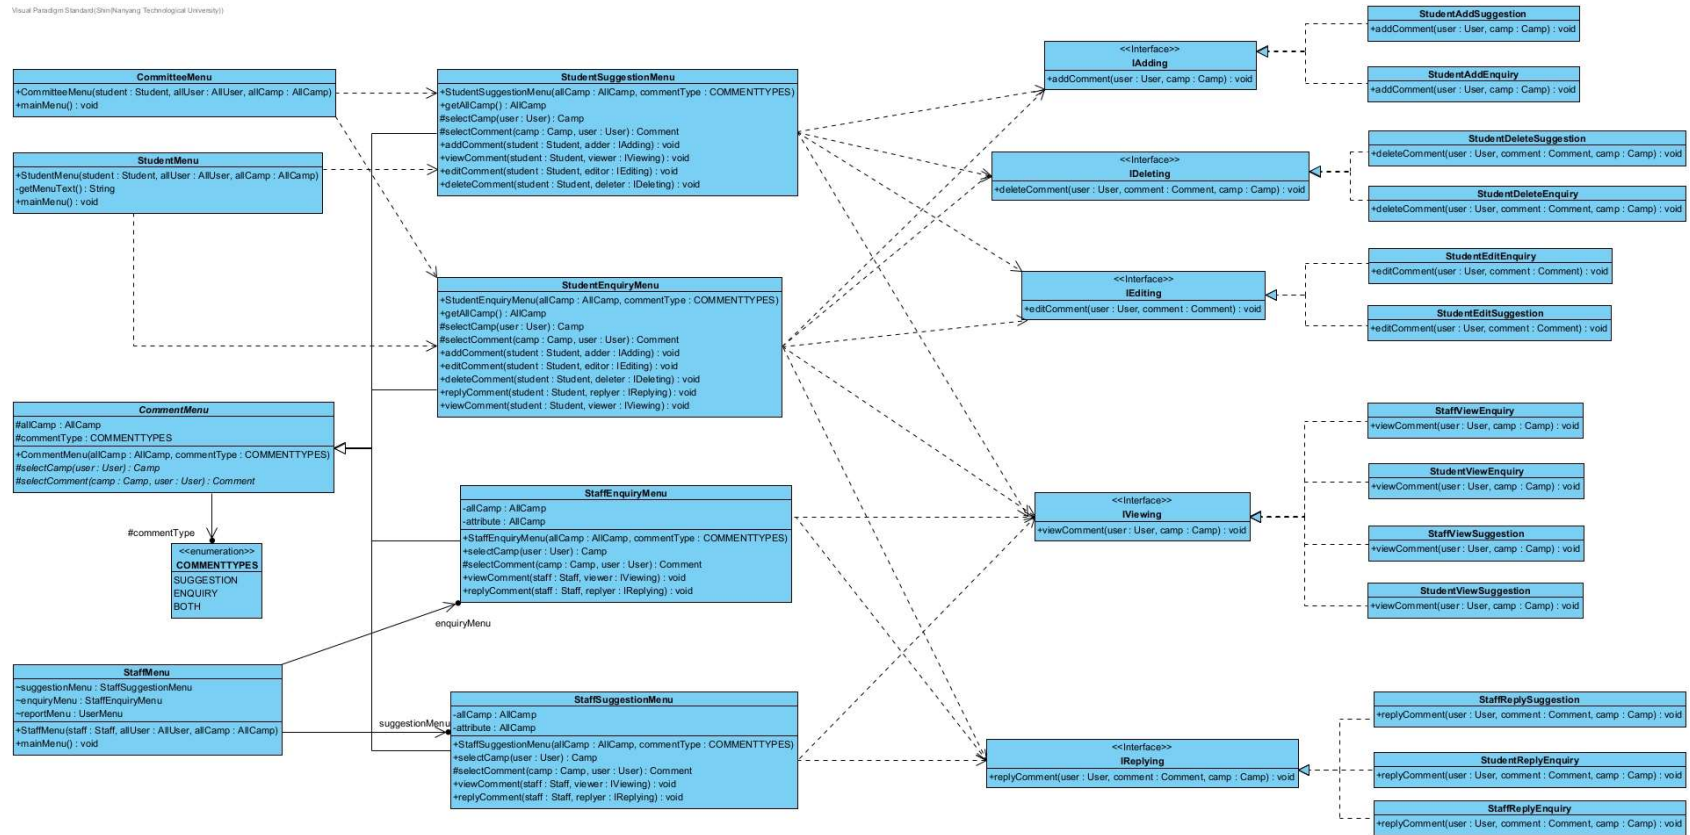 Visual Paradigm Standard(Shin(Nanyang Technological University))
CommitteeMenu
+CommitteeMenu(student : Student, allUser : AllUser, allCamp : AllCamp)
+mainMenu() : void
StudentMenu
+StudentMenu(student : Student, allUser : AllUser, allCamp : AllCamp)
-getMenuText() : String
+mainMenu() : void
CommentMenu
#allCamp : AllCamp
#commentType : COMMENTTYPES
+CommentMenu(allCamp : AllCamp, commentType : COMMENTTYPES)
#selectCamp(user : User) : Camp
#selectComment(camp : Camp, user : User) : Comment
#commentType
<<enumeration>>
COMMENTTYPES
SUGGESTION
ENQUIRY
BOTH
StaffMenu
~suggestionMenu : StaffSuggestionMenu
~enquiryMenu : StaffEnquiryMenu
~reportMenu : UserMenu
+StaffMenu(staff : Staff, allUser : AllUser, allCamp : AllCamp)
+mainMenu() : void
StudentSuggestionMenu
+StudentSuggestionMenu(allCamp : AllCamp, commentType : COMMENTTYPES)
+getAllCamp() : AllCamp
#selectCamp(user : User) : Camp
#selectComment(camp : Camp, user : User) : Comment
+addComment(student : Student, adder : IAdding) : void
+viewComment(student : Student, viewer : IViewing) : void
+editComment(student : Student, editor : IEditing) : void
+deleteComment(student : Student, deleter : IDeleting) : void
StudentEnquiryMenu
+StudentEnquiryMenu(allCamp : AllCamp, commentType : COMMENTTYPES)
+getAllCamp() : AllCamp
#selectCamp(user : User) : Camp
#selectComment(camp : Camp, user : User) : Comment
+addComment(student : Student, adder : IAdding) : void
+editComment(student : Student, editor : IEditing) : void
+deleteComment(student : Student, deleter : IDeleting) : void
+replyComment(student : Student, replyer : IReplying) : void
+viewComment(student : Student, viewer : IViewing) : void
StaffEnquiryMenu
-allCamp : AllCamp
-attribute : AllCamp
+StaffEnquiryMenu(allCamp : AllCamp, commentType : COMMENTTYPES)
+selectCamp(user : User) : Camp
#selectComment(camp : Camp, user : User) : Comment
+viewComment(staff : Staff, viewer : IViewing) : void
+replyComment(staff : Staff, replyer : IReplying) : void
enquiryMenu
suggestionMenu
StaffSuggestionMenu
-allCamp : AllCamp
-attribute : AllCamp
+StaffSuggestionMenu(allCamp : AllCamp, commentType : COMMENTTYPES)
+selectCamp(user : User) : Camp
#selectComment(camp : Camp, user : User) : Comment
+viewComment(staff : Staff, viewer : IViewing) : void
+replyComment(staff : Staff, replyer : IReplying) : void
<<Interface>>
IAdding
+addComment(user : User, camp : Camp) : void
<<Interface>>
IDeleting
+deleteComment(user : User, comment : Comment, camp : Camp) : void
<<Interface>>
IEditing
+editComment(user : User, comment : Comment) : void
<<Interface>>
IViewing
+viewComment(user : User, camp : Camp) : void
<<Interface>>
IReplying
+replyComment(user : User, comment : Comment, camp : Camp) : void
StudentAddSuggestion
+addComment(user : User, camp : Camp) : void
StudentAddEnquiry
+addComment(user : User, camp : Camp) : void
StudentDeleteSuggestion
+deleteComment(user : User, comment : Comment, camp : Camp) : void
StudentDeleteEnquiry
+deleteComment(user : User, comment : Comment, camp : Camp) : void
StudentEditEnquiry
+editComment(user : User, comment : Comment) : void
StudentEditSuggestion
+editComment(user : User, comment : Comment) : void
StaffViewEnquiry
+viewComment(user : User, camp : Camp) : void
StudentViewEnquiry
+viewComment(user : User, camp : Camp) : void
StaffViewSuggestion
+viewComment(user : User, camp : Camp) : void
StudentViewSuggestion
+viewComment(user : User, camp : Camp) : void
StaffReplySuggestion
+replyComment(user : User, comment : Comment, camp : Camp) : void
StudentReplyEnquiry
+replyComment(user : User, comment : Comment, camp : Camp) : void
StaffReplyEnquiry
+replyComment(user : User, comment : Comment, camp : Camp) : void